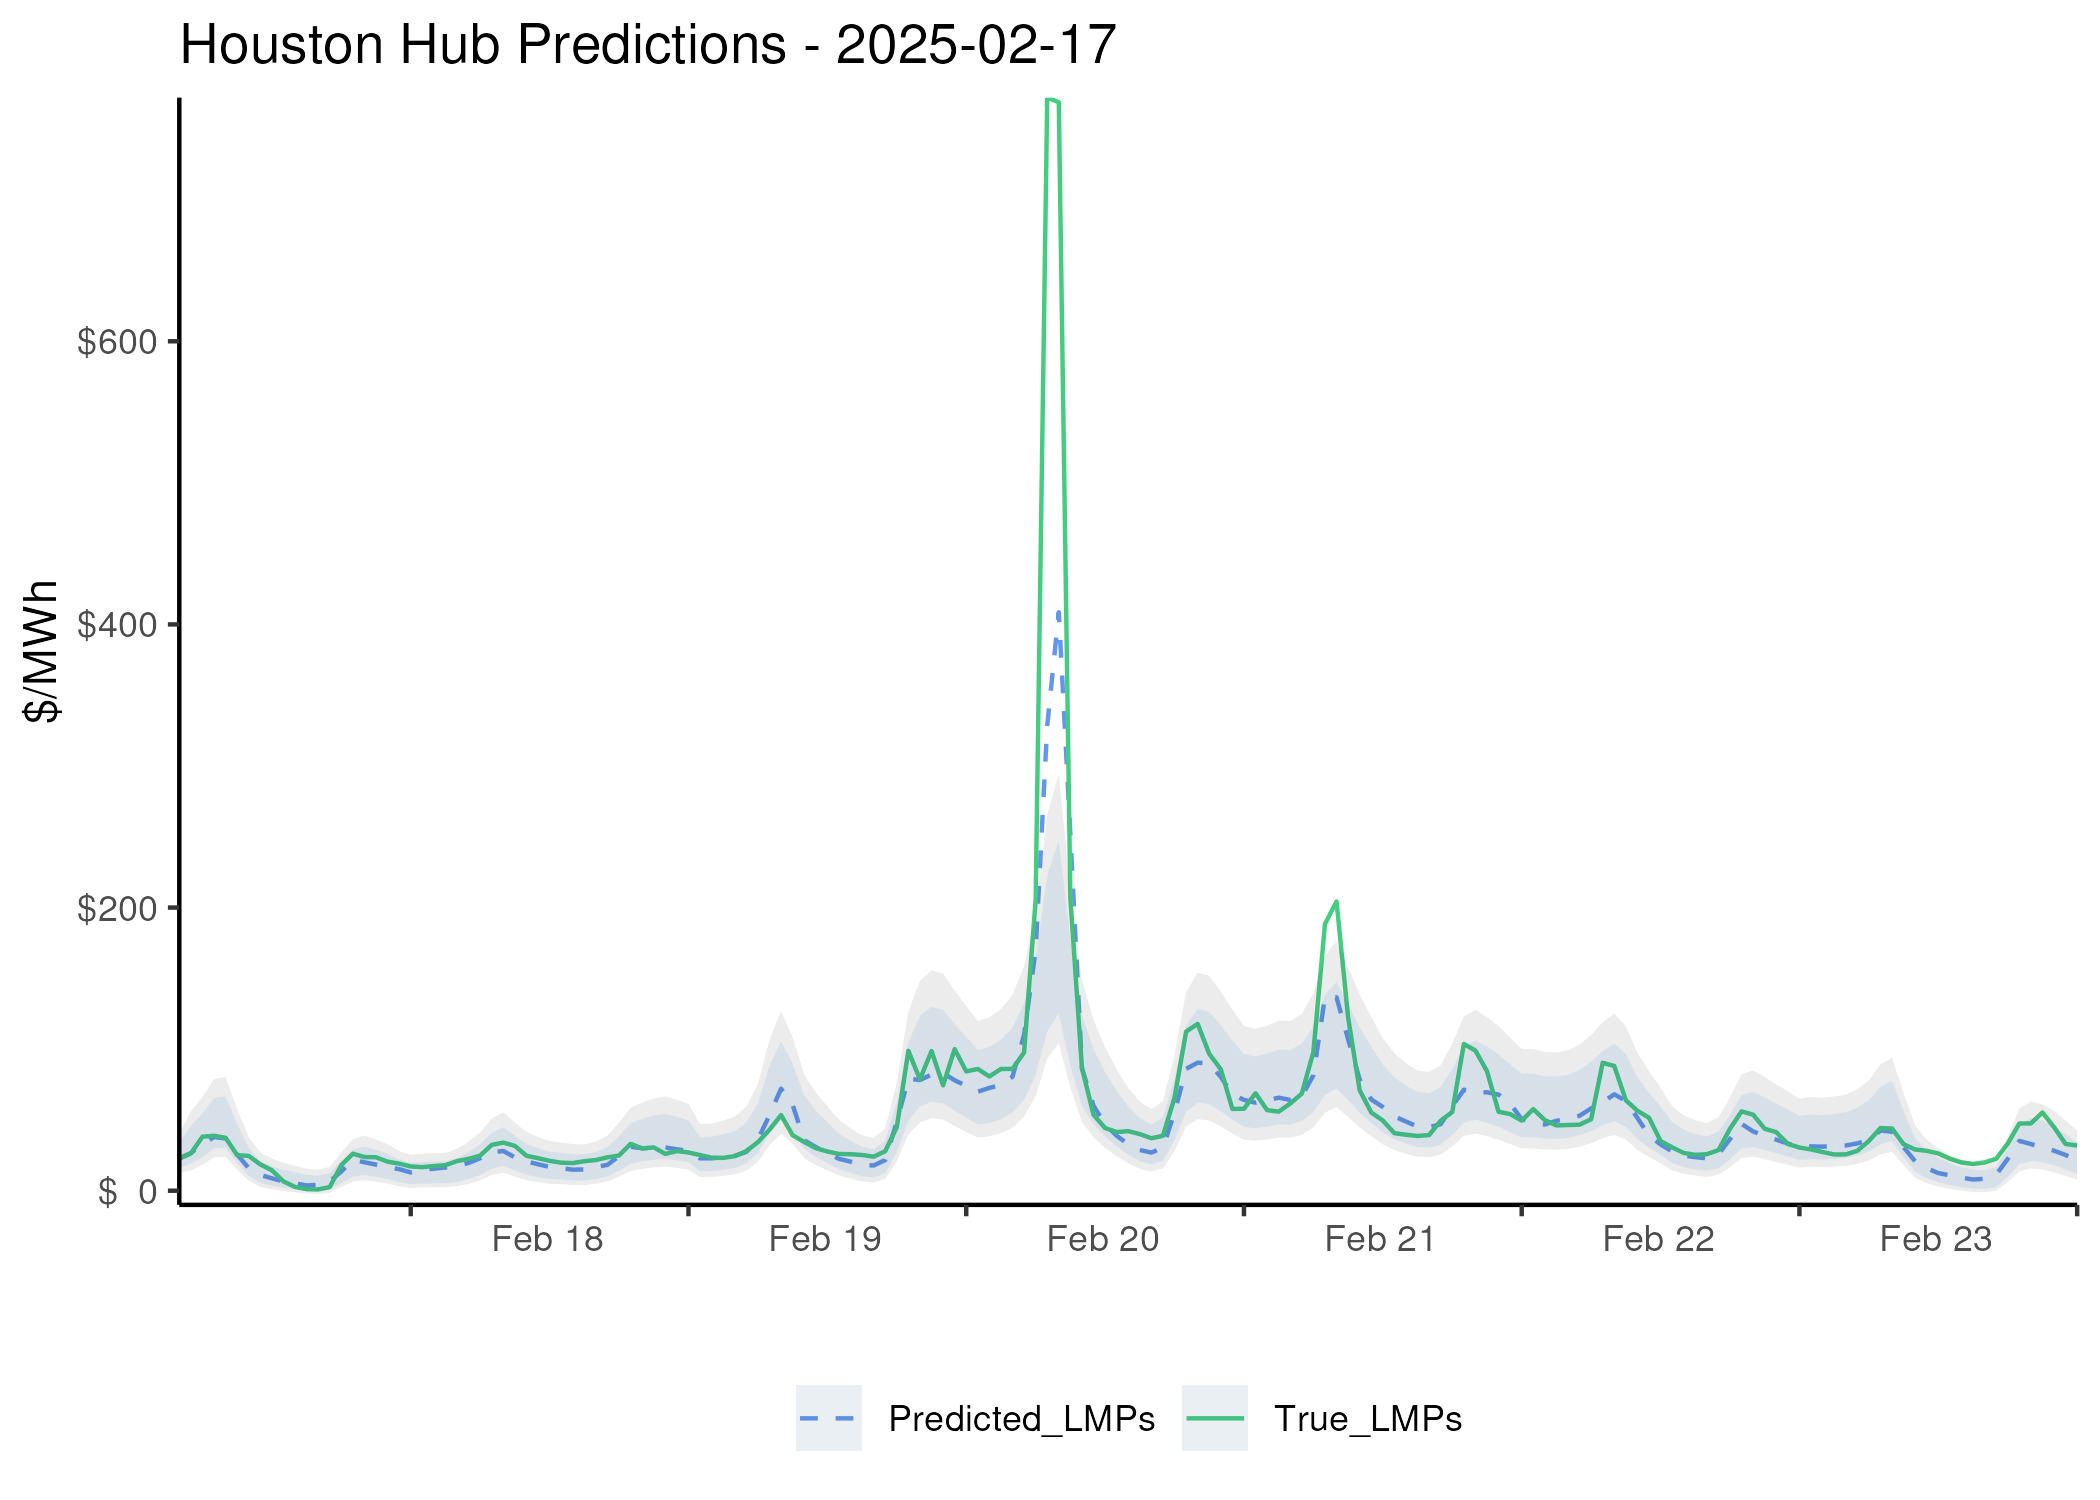 Houston Hub Predictions - 2025-02-17
$/MWh
$600
$400
$200
$ 0
Feb 18
Feb 19
Feb 20
Feb 21
Feb 22
Feb 23
Predicted_LMPs
True_LMPs